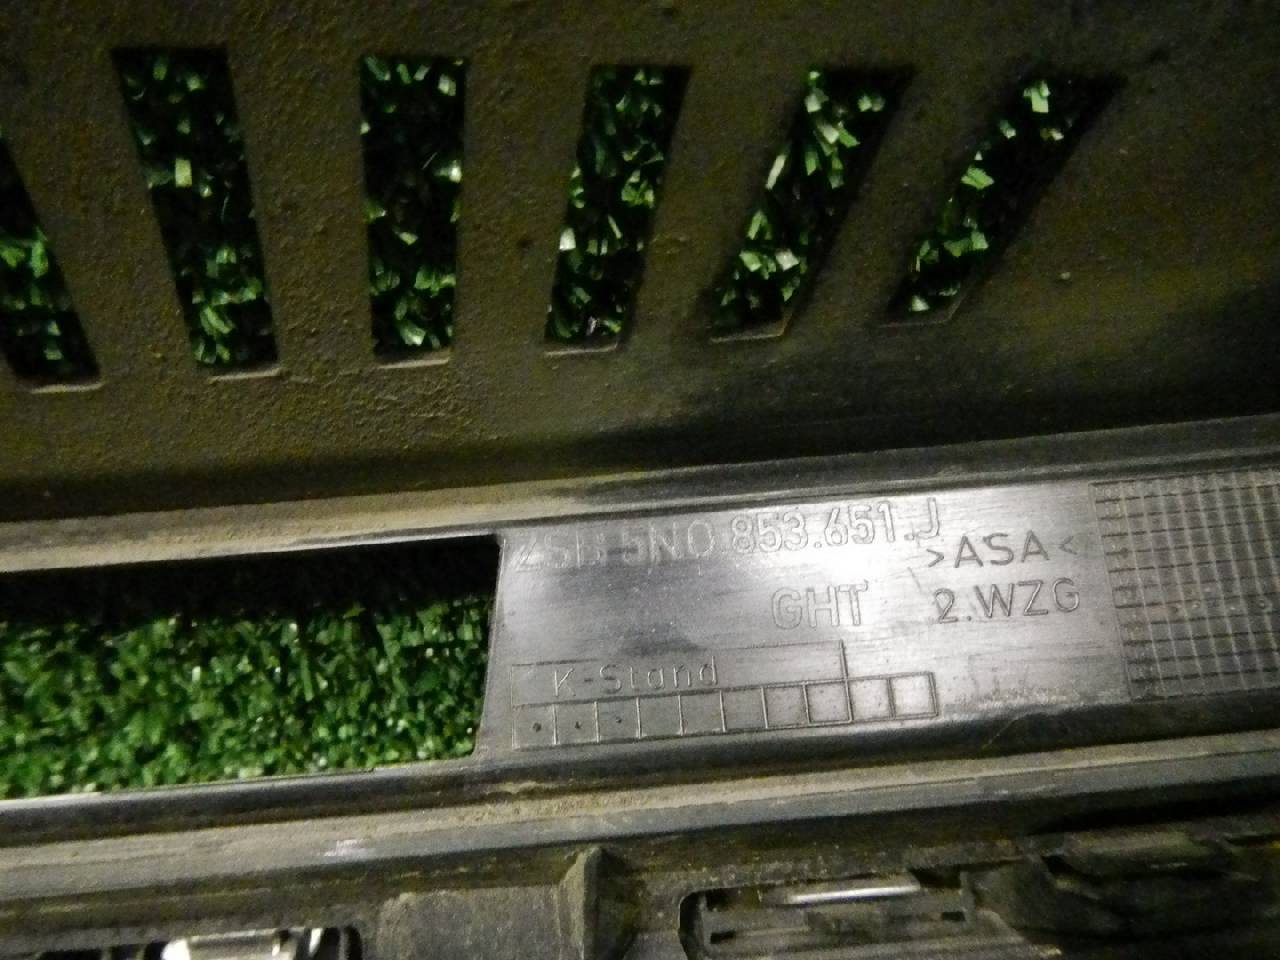 ZSB 5N0.853.651.J
>ASA<
GHT 2.WZG
K-Stand